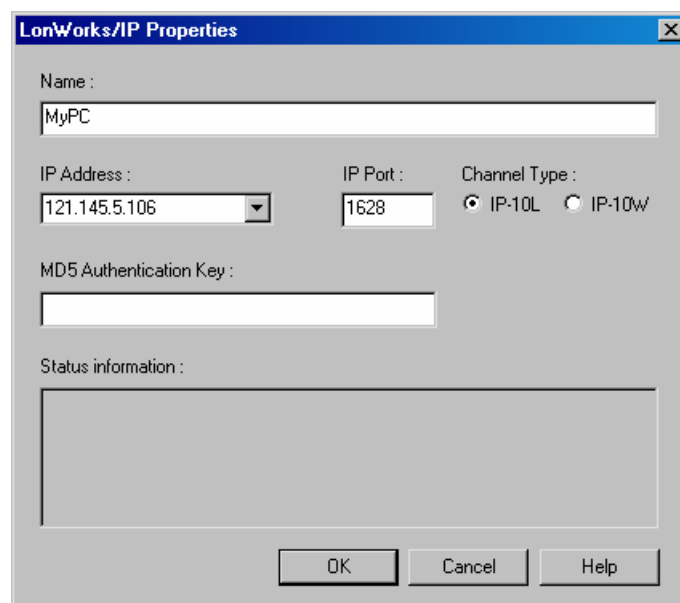 LonWorks/IP Properties
Name :
MyPC
IP Address : IP Port : Channel Type :
121.145.5.106 1628 IP-10L IP-10W
MD5 Authentication Key :
Status information :
OK Cancel Help